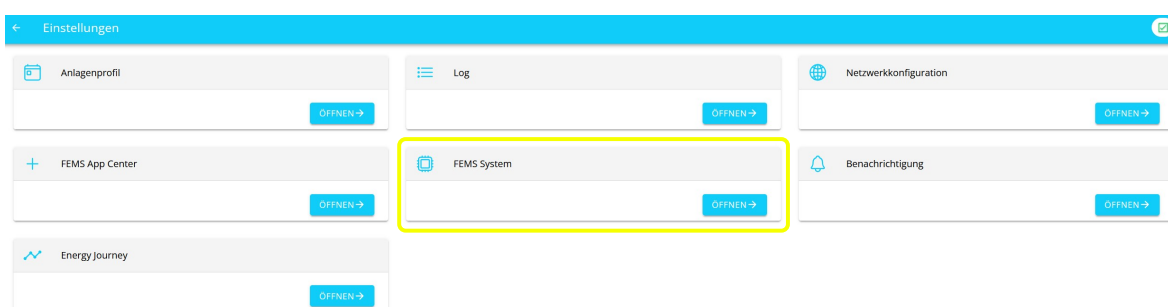 Einstellungen
Anlagenprofil
Log
Netzwerkkonfiguration
ÖFFNEN
ÖFFNEN
ÖFFNEN
FEMS App Center
FEMS System
Benachrichtigung
ÖFFNEN
ÖFFNEN
ÖFFNEN
Energy Journey
ÖFFNEN